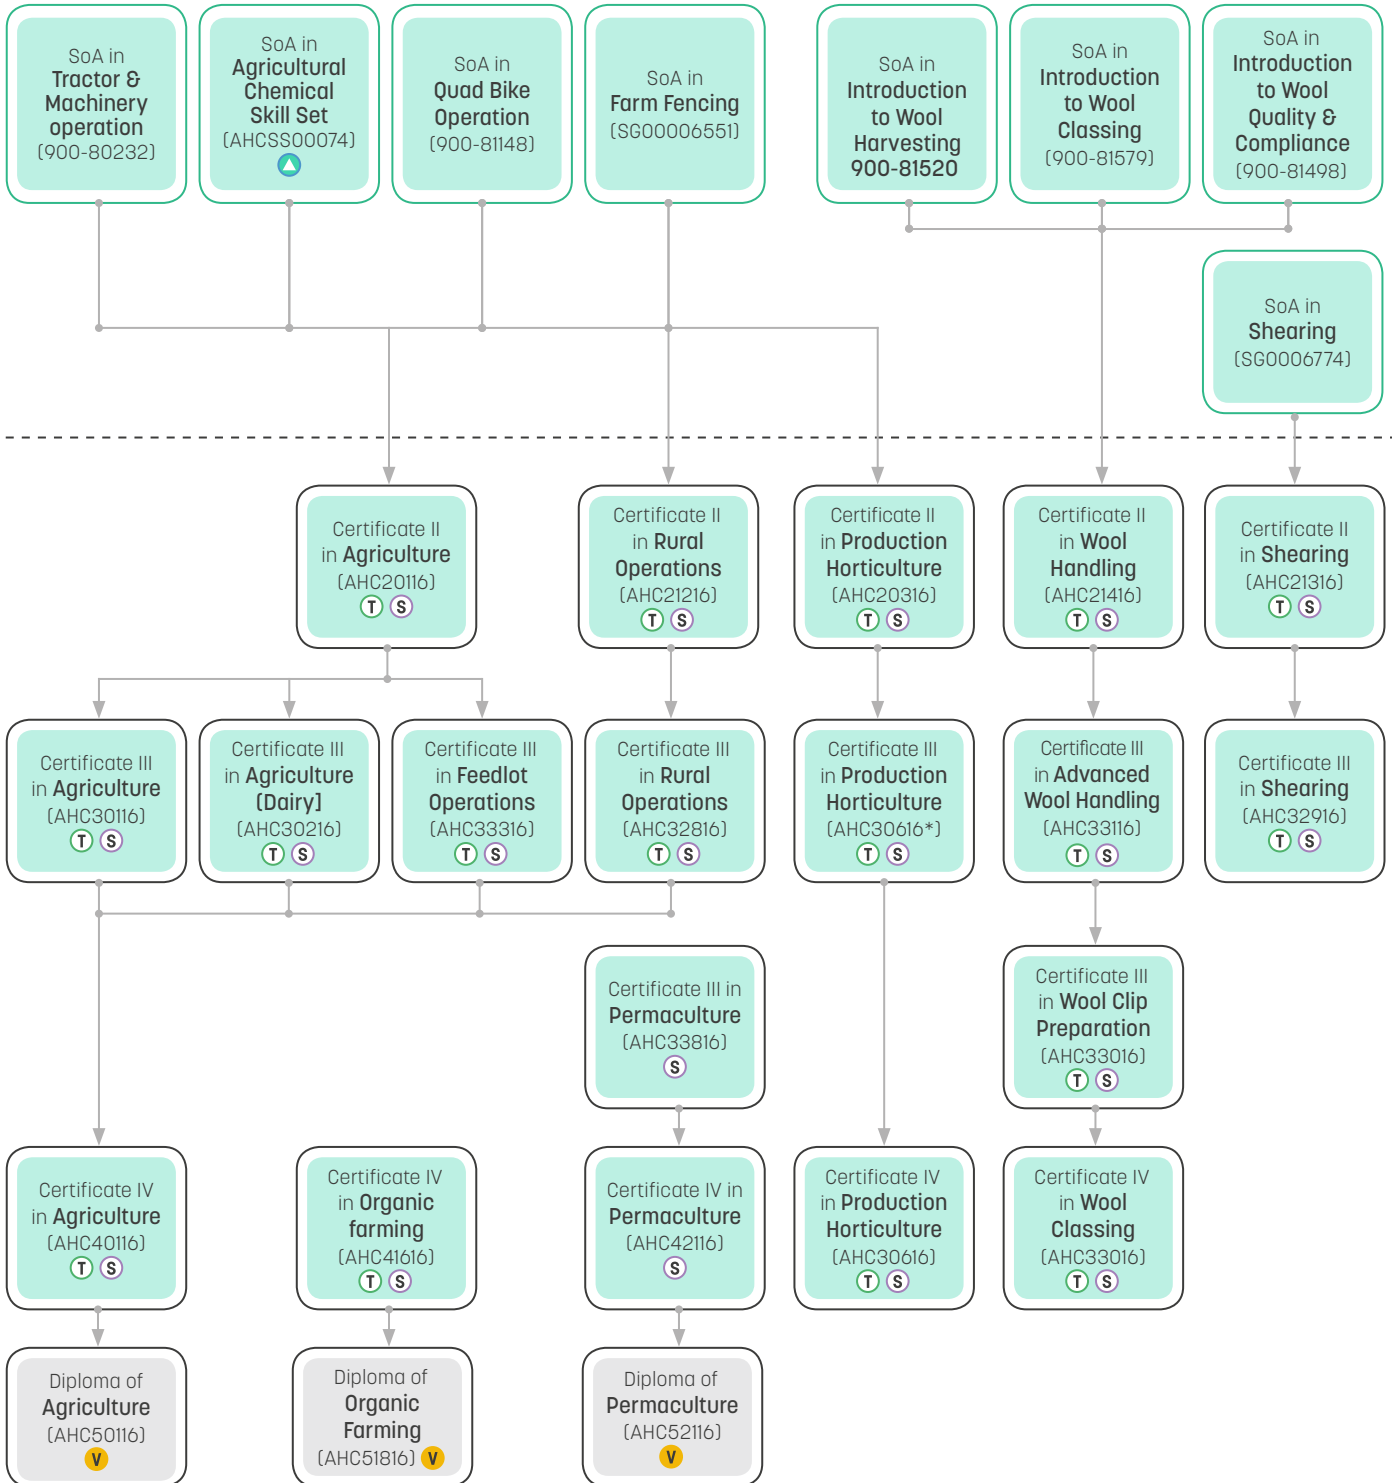 SoA in
Tractor &
Machinery
operation
(900-80232)
SoA in
Agricultural
Chemical
Skill Set
(AHCSS00074)
SoA in
Quad Bike
Operation
(900-81148)
SoA in
Farm Fencing
(SG00006551)
SoA in
Introduction
to Wool
Harvesting
900-81520
SoA in
Introduction
to Wool
Classing
(900-81579)
SoA in
Introduction
to Wool
Quality &
Compliance
(900-81498)
SoA in
Shearing
(SG0006774)
Certificate II
in Agriculture
(AHC20116)
T S
Certificate II
in Rural
Operations
(AHC21216)
T S
Certificate II
in Production
Horticulture
(AHC20316)
T S
Certificate II
in Wool
Handling
(AHC21416)
T S
Certificate II
in Shearing
(AHC21316)
T S
Certificate III
in Agriculture
(AHC30116)
T S
Certificate III
in Agriculture
(Dairy]
(AHC30216)
T S
Certificate III
in Feedlot
Operations
(AHC33316)
T S
Certificate III
in Rural
Operations
(AHC32816)
T S
Certificate III
in Production
Horticulture
(AHC30616*)
T S
Certificate III
in Advanced
Wool Handling
(AHC33116)
T S
Certificate III
in Shearing
(AHC32916)
T S
Certificate III in
Permaculture
(AHC33816)
S
Certificate III
in Wool Clip
Preparation
(AHC33016)
T S
Certificate IV
in Agriculture
(AHC40116)
T S
Certificate IV
in Organic
farming
(AHC41616)
T S
Certificate IV in
Permaculture
(AHC42116)
S
Certificate IV
in Production
Horticulture
(AHC30616)
T S
Certificate IV
in Wool
Classing
(AHC33016)
T S
Diploma of
Agriculture
(AHC50116)
V
Diploma of
Organic
Farming
(AHC51816) V
Diploma of
Permaculture
(AHC52116)
V